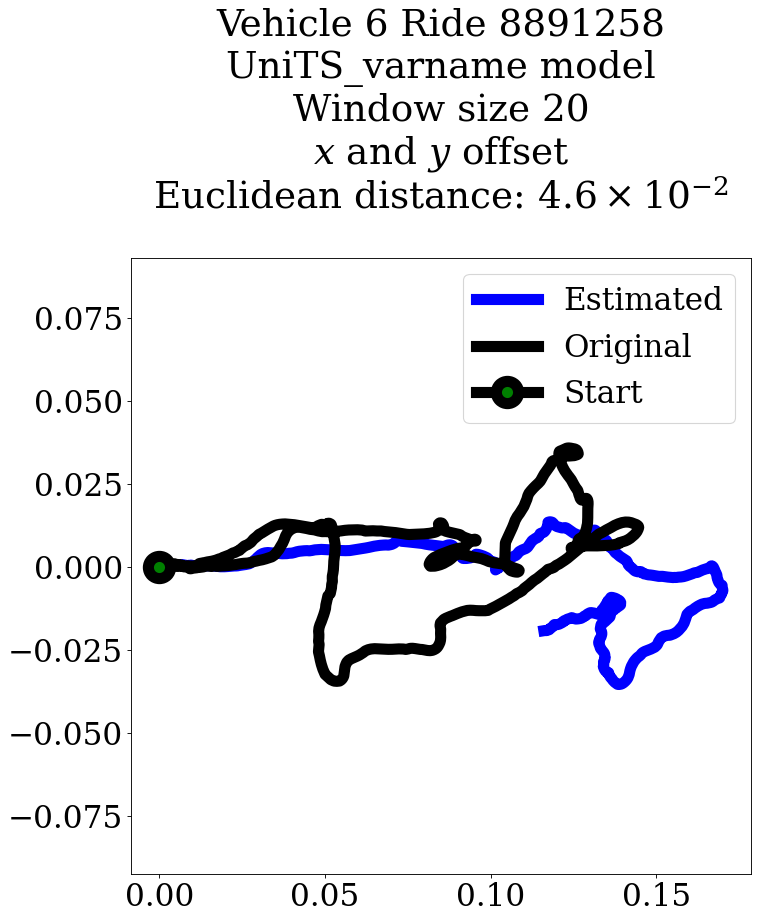 Vehicle 6 Ride 8891258
UniTS_varname model
Window size 20
x and y offset
Euclidean distance: 4.6 × 10⁻²
Estimated
Original
Start
0.075
0.050
0.025
0.000
−0.025
−0.050
−0.075
0.00 0.05 0.10 0.15